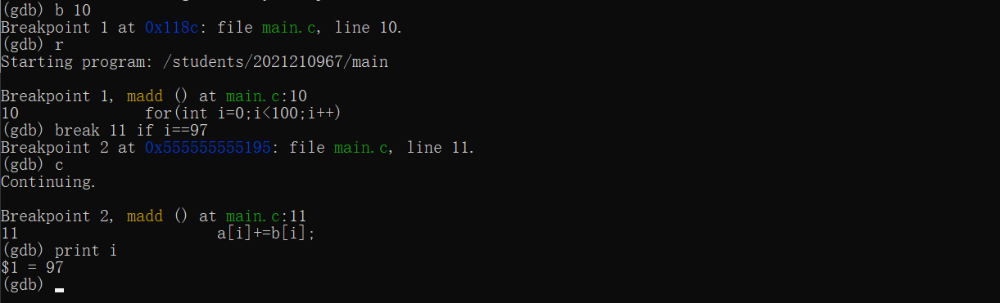 (gdb) b 10
Breakpoint 1 at 0x118c: file main.c, line 10.
(gdb) r
Starting program: /students/2021210967/main
Breakpoint 1, madd () at main.c:10
10              for(int i=0;i<100;i++)
(gdb) break 11 if i==97
Breakpoint 2 at 0x555555555195: file main.c, line 11.
(gdb) c
Continuing.
Breakpoint 2, madd () at main.c:11
11                      a[i]+=b[i];
(gdb) print i
$1 = 97
(gdb)